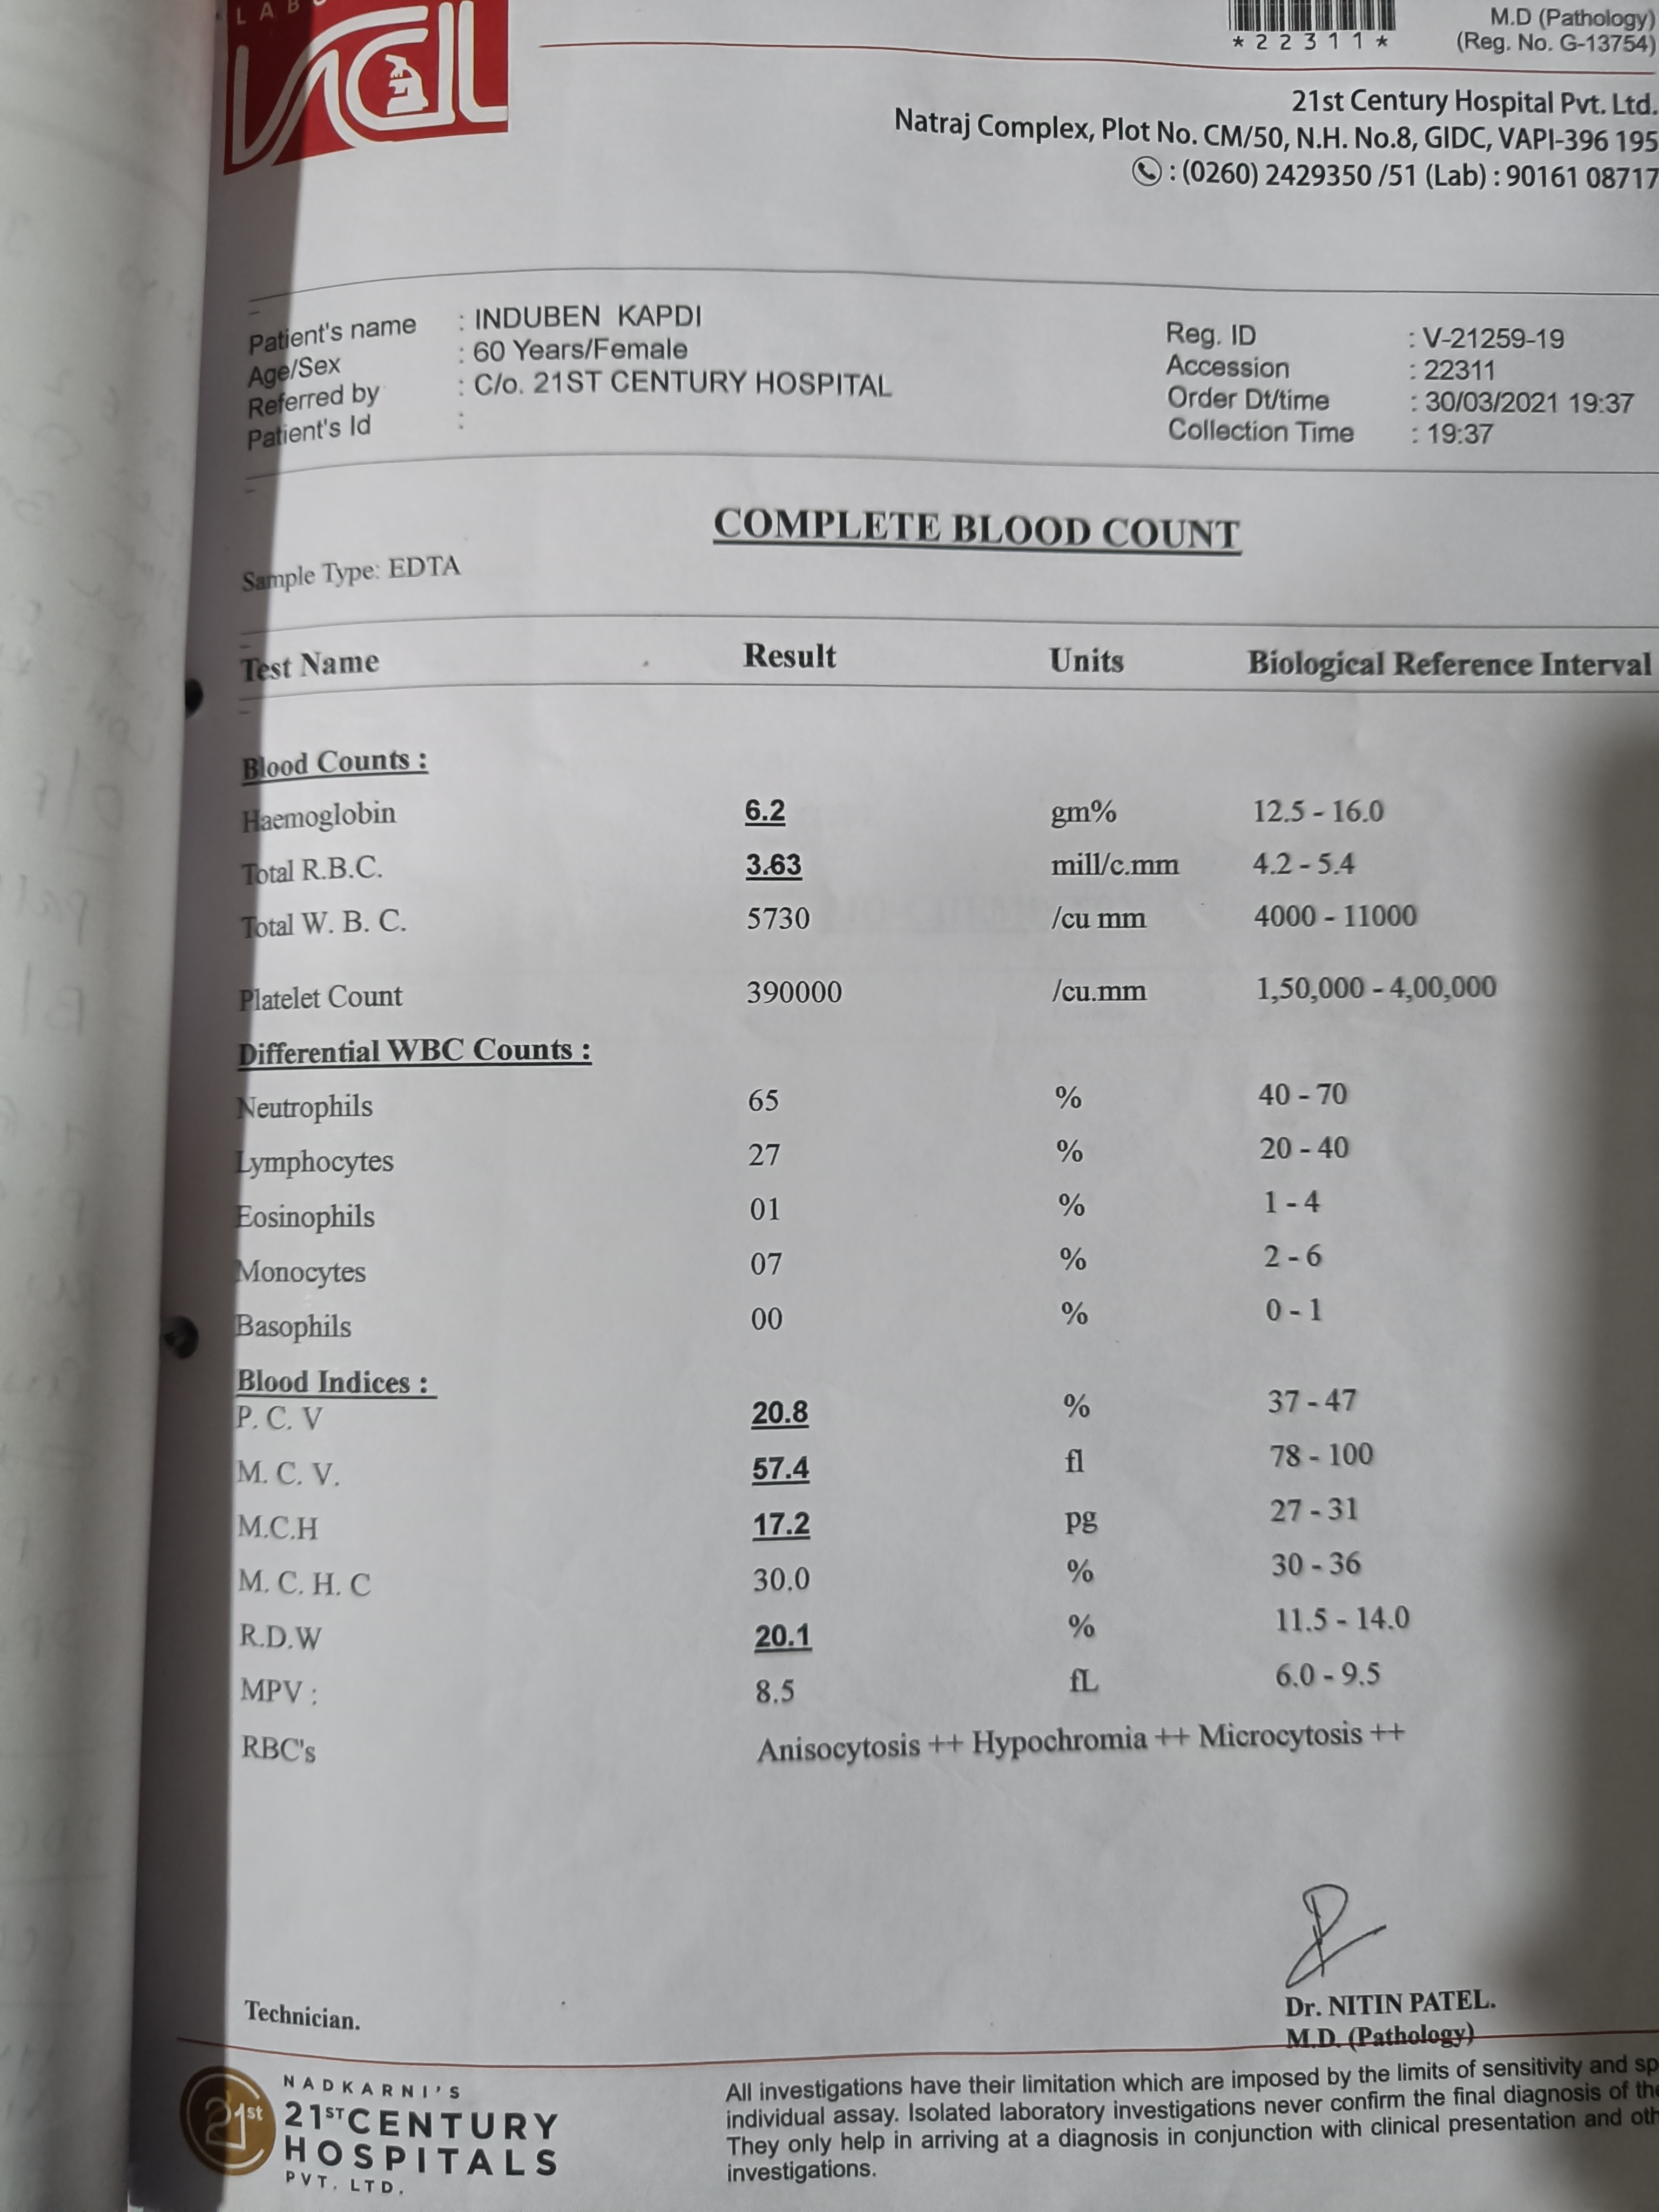 LAB
*22311*
M.D (Pathology)
(Reg. No. G-13754)
21st Century Hospital Pvt. Ltd.
Natraj Complex, Plot No. CM/50, N.H. No.8, GIDC, VAPI-396 195
: (0260) 2429350 /51 (Lab) : 90161 08717
Patient's name : INDUBEN KAPDI
Age/Sex : 60 Years/Female
Referred by : C/o. 21ST CENTURY HOSPITAL
Patient's Id :
Reg. ID : V-21259-19
Accession : 22311
Order Dt/time : 30/03/2021 19:37
Collection Time : 19:37
COMPLETE BLOOD COUNT
Sample Type: EDTA
Test Name Result Units Biological Reference Interval
Blood Counts :
Haemoglobin 6.2 gm% 12.5 - 16.0
Total R.B.C. 3.63 mill/c.mm 4.2 - 5.4
Total W. B. C. 5730 /cu mm 4000 - 11000
Platelet Count 390000 /cu.mm 1,50,000 - 4,00,000
Differential WBC Counts :
Neutrophils 65 % 40 - 70
Lymphocytes 27 % 20 - 40
Eosinophils 01 % 1 - 4
Monocytes 07 % 2 - 6
Basophils 00 % 0 - 1
Blood Indices :
P. C. V 20.8 % 37 - 47
M. C. V. 57.4 fl 78 - 100
M.C.H 17.2 pg 27 - 31
M. C. H. C 30.0 % 30 - 36
R.D.W 20.1 % 11.5 - 14.0
MPV : 8.5 fL 6.0 - 9.5
RBC's Anisocytosis ++ Hypochromia ++ Microcytosis ++
Technician.
Dr. NITIN PATEL.
M.D. (Pathology)
21st
NADKARNI'S
21ST CENTURY
HOSPITALS
PVT. LTD.
All investigations have their limitation which are imposed by the limits of sensitivity and
individual assay. Isolated laboratory investigations never confirm the final diagnosis of
They only help in arriving at a diagnosis in conjunction with clinical presentation and
investigations.